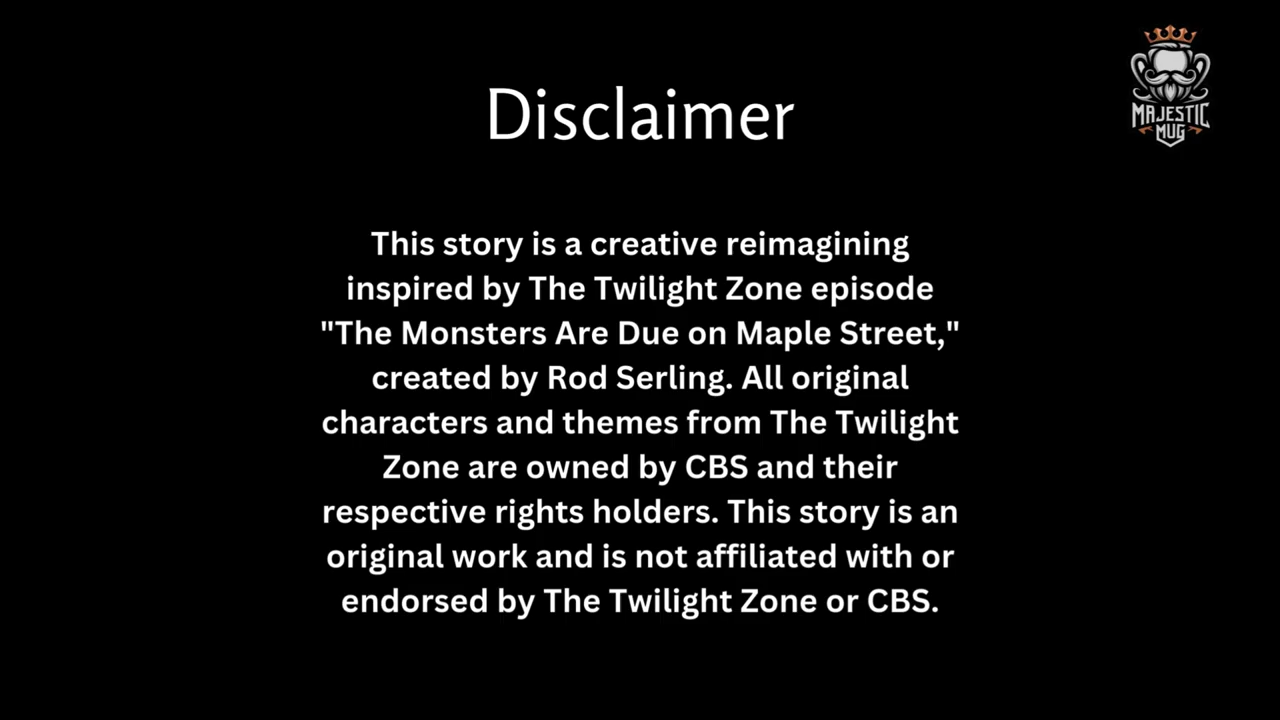 Disclaimer
MAJESTIC
MUG
This story is a creative reimagining
inspired by The Twilight Zone episode
"The Monsters Are Due on Maple Street,"
created by Rod Serling. All original
characters and themes from The Twilight
Zone are owned by CBS and their
respective rights holders. This story is an
original work and is not affiliated with or
endorsed by The Twilight Zone or CBS.